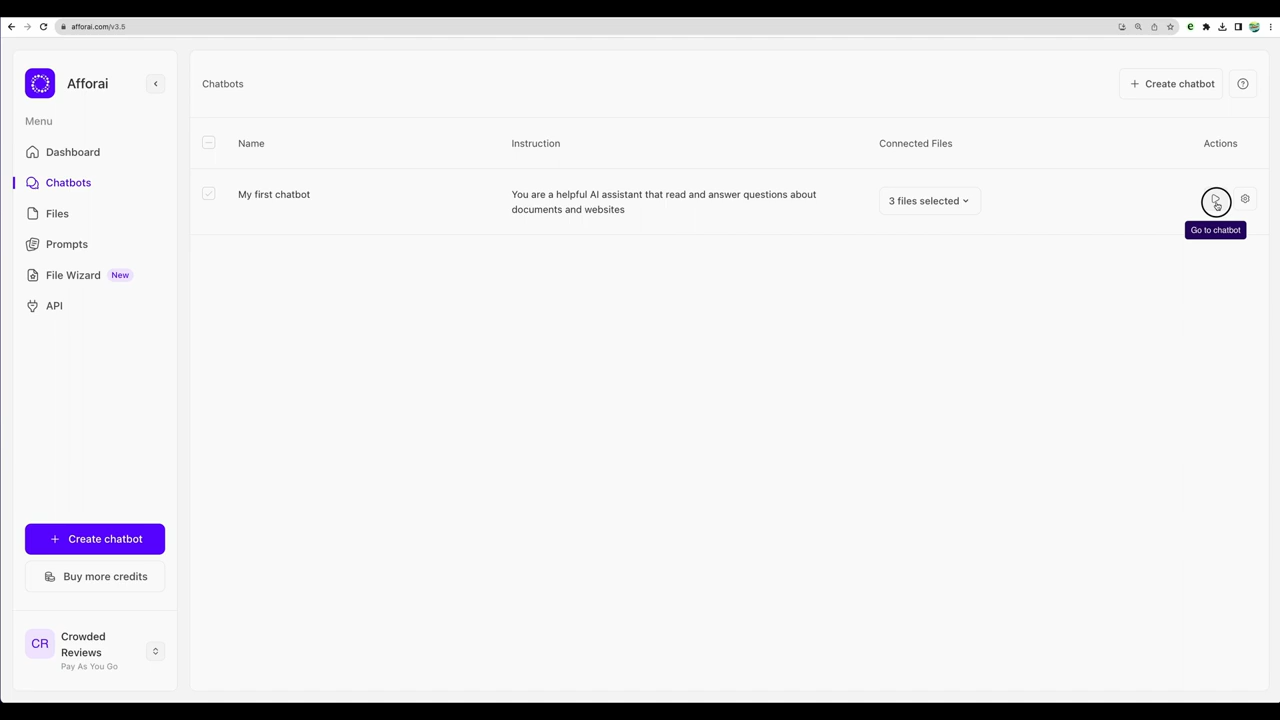 afforai.com/v3.5
Afforai
Menu
Dashboard
Chatbots
Files
Prompts
File Wizard New
API
+ Create chatbot
Buy more credits
CR
Crowded
Reviews
Pay As You Go
Chatbots
+ Create chatbot
Name Instruction Connected Files Actions
My first chatbot
You are a helpful AI assistant that read and answer questions about
documents and websites
3 files selected
Go to chatbot